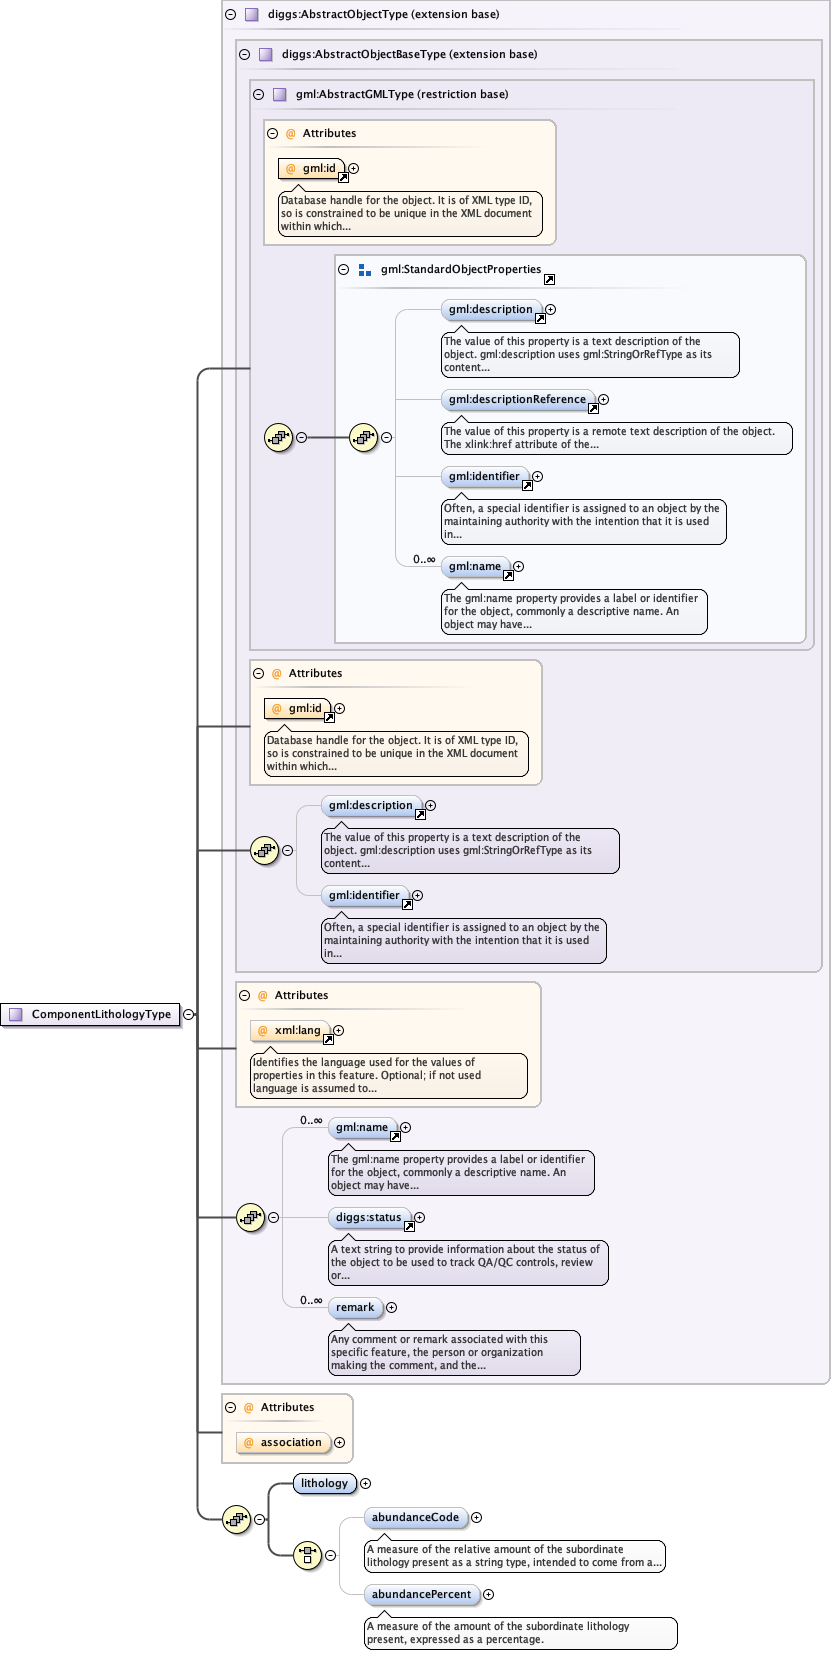 diggs:AbstractObjectType (extension base)
diggs:AbstractObjectBaseType (extension base)
gml:AbstractGMLType (restriction base)
@ Attributes
@ gml:id
Database handle for the object. It is of XML type ID,
so is constrained to be unique in the XML document
within which...
gml:StandardObjectProperties
gml:description
The value of this property is a text description of the
object. gml:description uses gml:StringOrRefType as its
content...
gml:descriptionReference
The value of this property is a remote text description of the object.
The xlink:href attribute of the...
gml:identifier
Often, a special identifier is assigned to an object by the
maintaining authority with the intention that it is used
in...
0..∞
gml:name
The gml:name property provides a label or identifier
for the object, commonly a descriptive name. An
object may have...
@ Attributes
@ gml:id
Database handle for the object. It is of XML type ID,
so is constrained to be unique in the XML document
within which...
gml:description
The value of this property is a text description of the
object. gml:description uses gml:StringOrRefType as its
content...
gml:identifier
Often, a special identifier is assigned to an object by the
maintaining authority with the intention that it is used
in...
ComponentLithologyType
@ Attributes
@ xml:lang
Identifies the language used for the values of
properties in this feature. Optional; if not used
language is assumed to...
0..∞
gml:name
The gml:name property provides a label or identifier
for the object, commonly a descriptive name. An
object may have...
diggs:status
A text string to provide information about the status of
the object to be used to track QA/QC controls, review
or...
0..∞
remark
Any comment or remark associated with this
specific feature, the person or organization
making the comment, and the...
@ Attributes
@ association
lithology
abundanceCode
A measure of the relative amount of the subordinate
lithology present as a string type, intended to come from a...
abundancePercent
A measure of the amount of the subordinate lithology
present, expressed as a percentage.